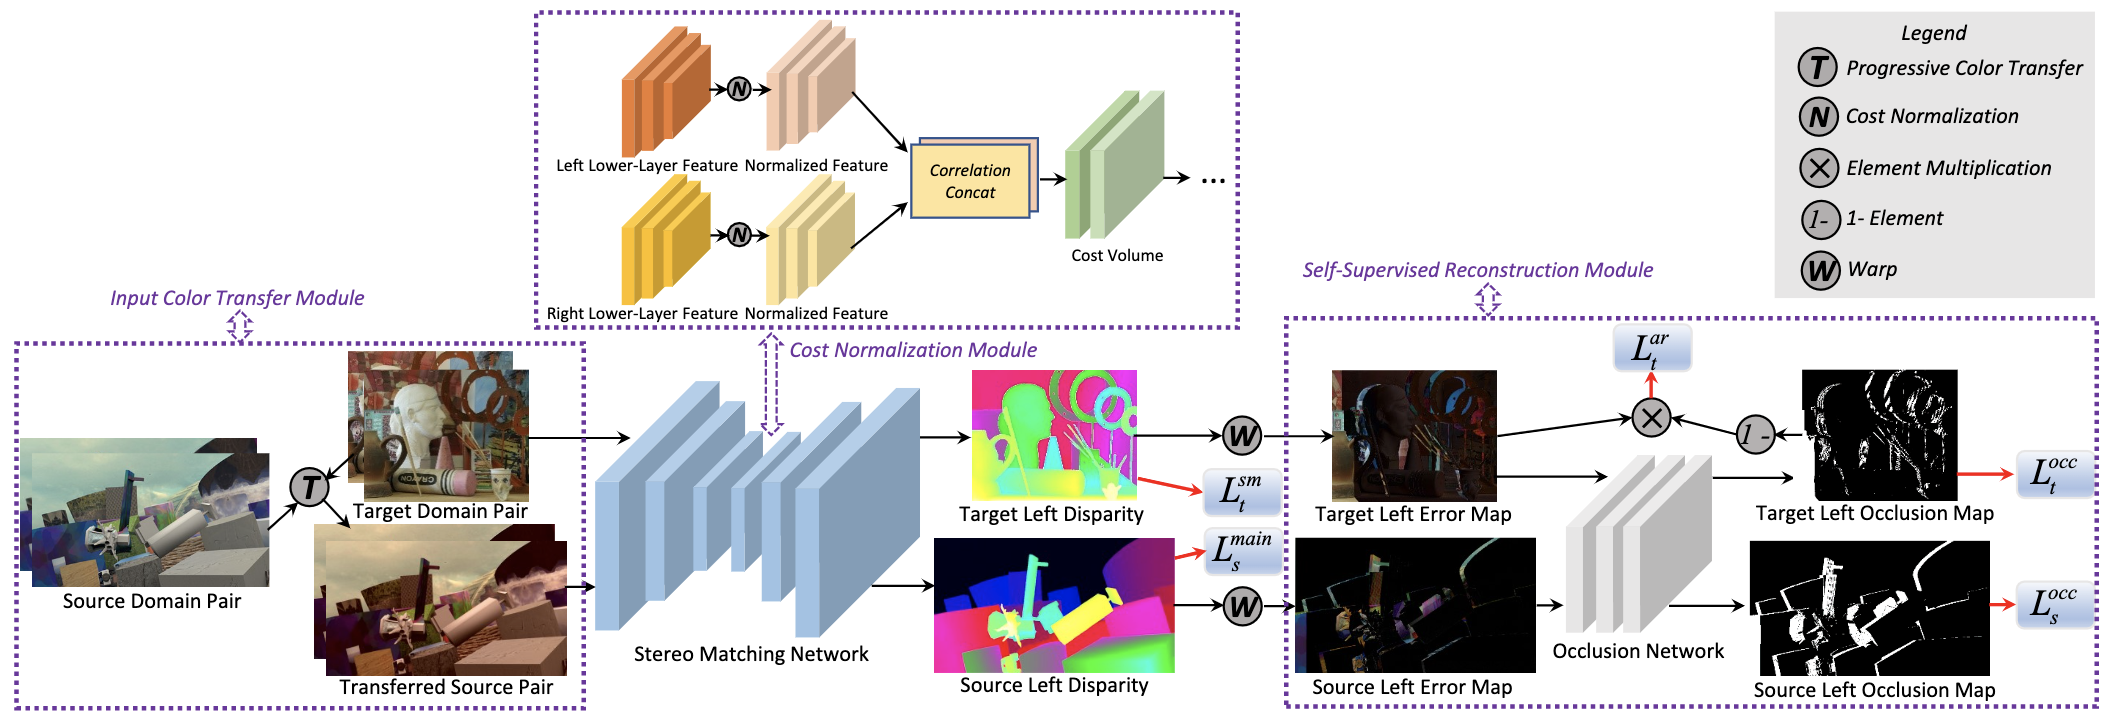 Legend
T Progressive Color Transfer
N Cost Normalization
× Element Multiplication
1- 1- Element
W Warp
N
Left Lower-Layer Feature Normalized Feature
Correlation
Concat
...
N
Cost Volume
Right Lower-Layer Feature Normalized Feature
Cost Normalization Module
Input Color Transfer Module
CRAYON
T
Target Domain Pair
Source Domain Pair
Transferred Source Pair
Stereo Matching Network
W
L_t^{sm}
Target Left Disparity
L_s^{main}
W
Source Left Disparity
Self-Supervised Reconstruction Module
L_t^{ar}
×
1 -
L_t^{occ}
Target Left Error Map
Target Left Occlusion Map
L_s^{occ}
Occlusion Network
Source Left Error Map
Source Left Occlusion Map